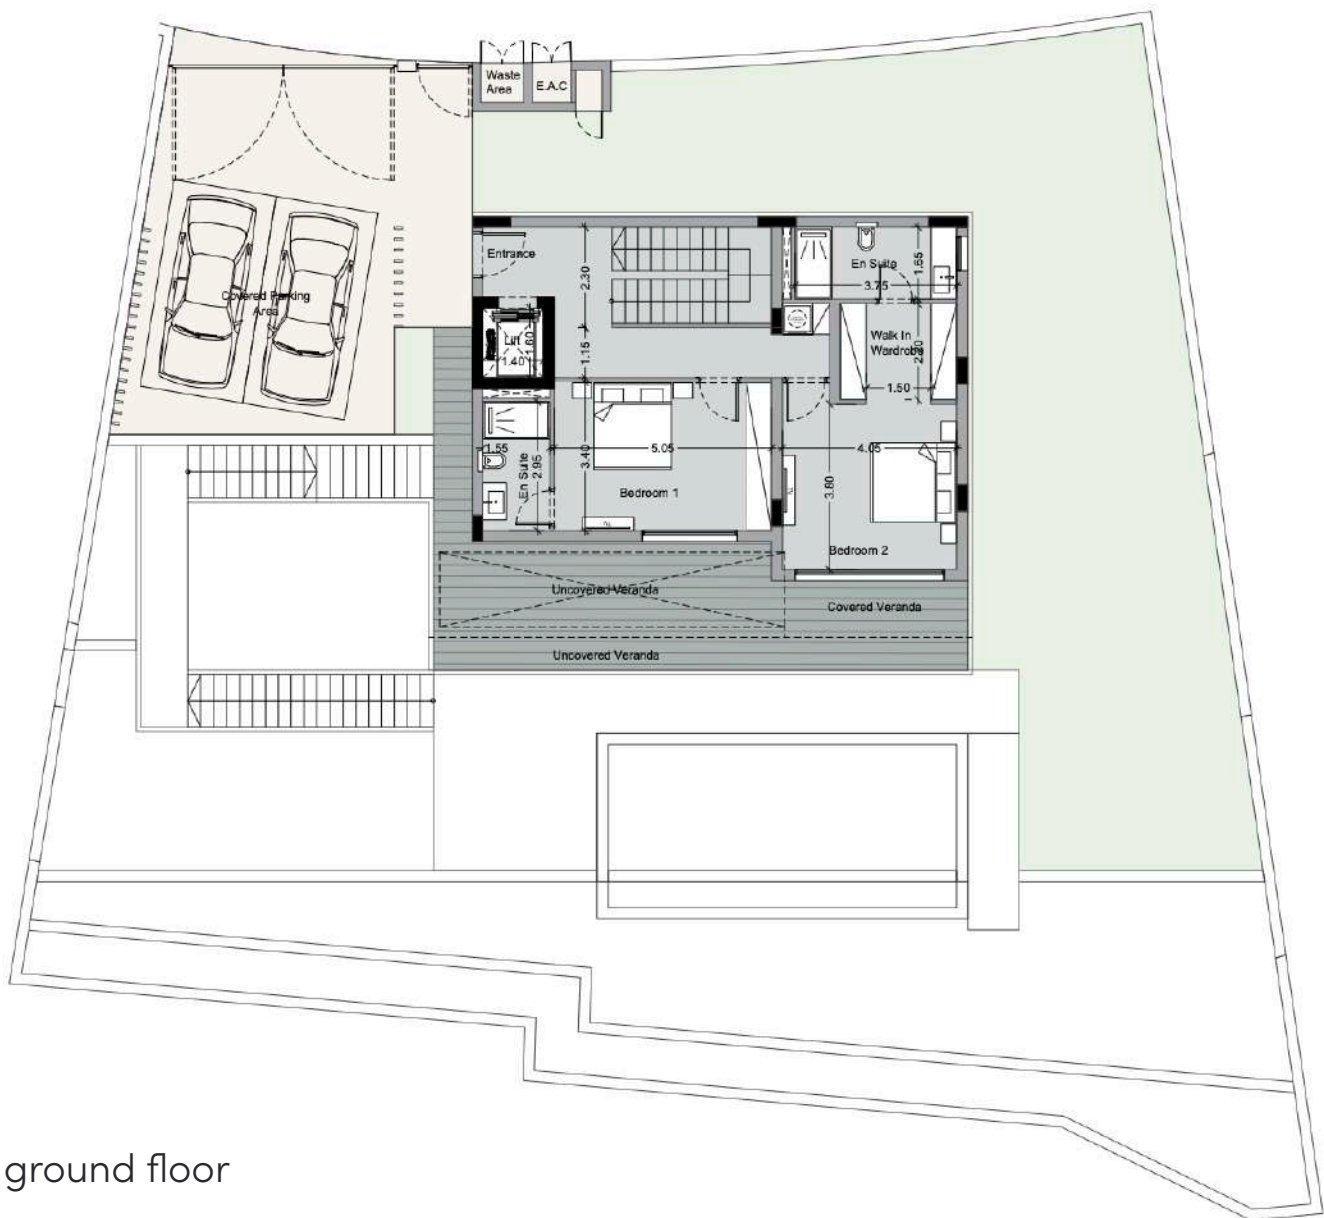 Waste
Area
E.A.C
Entrance
2.30
En Suite
1.65
3.75
Covered Parking
Area
Lift
1.60
1.40
1.15
Walk In
Wardrobe
2.20
1.50
1.55
En Suite
2.95
3.40
5.05
Bedroom 1
4.05
3.80
Bedroom 2
Uncovered Veranda
Covered Veranda
Uncovered Veranda
ground floor